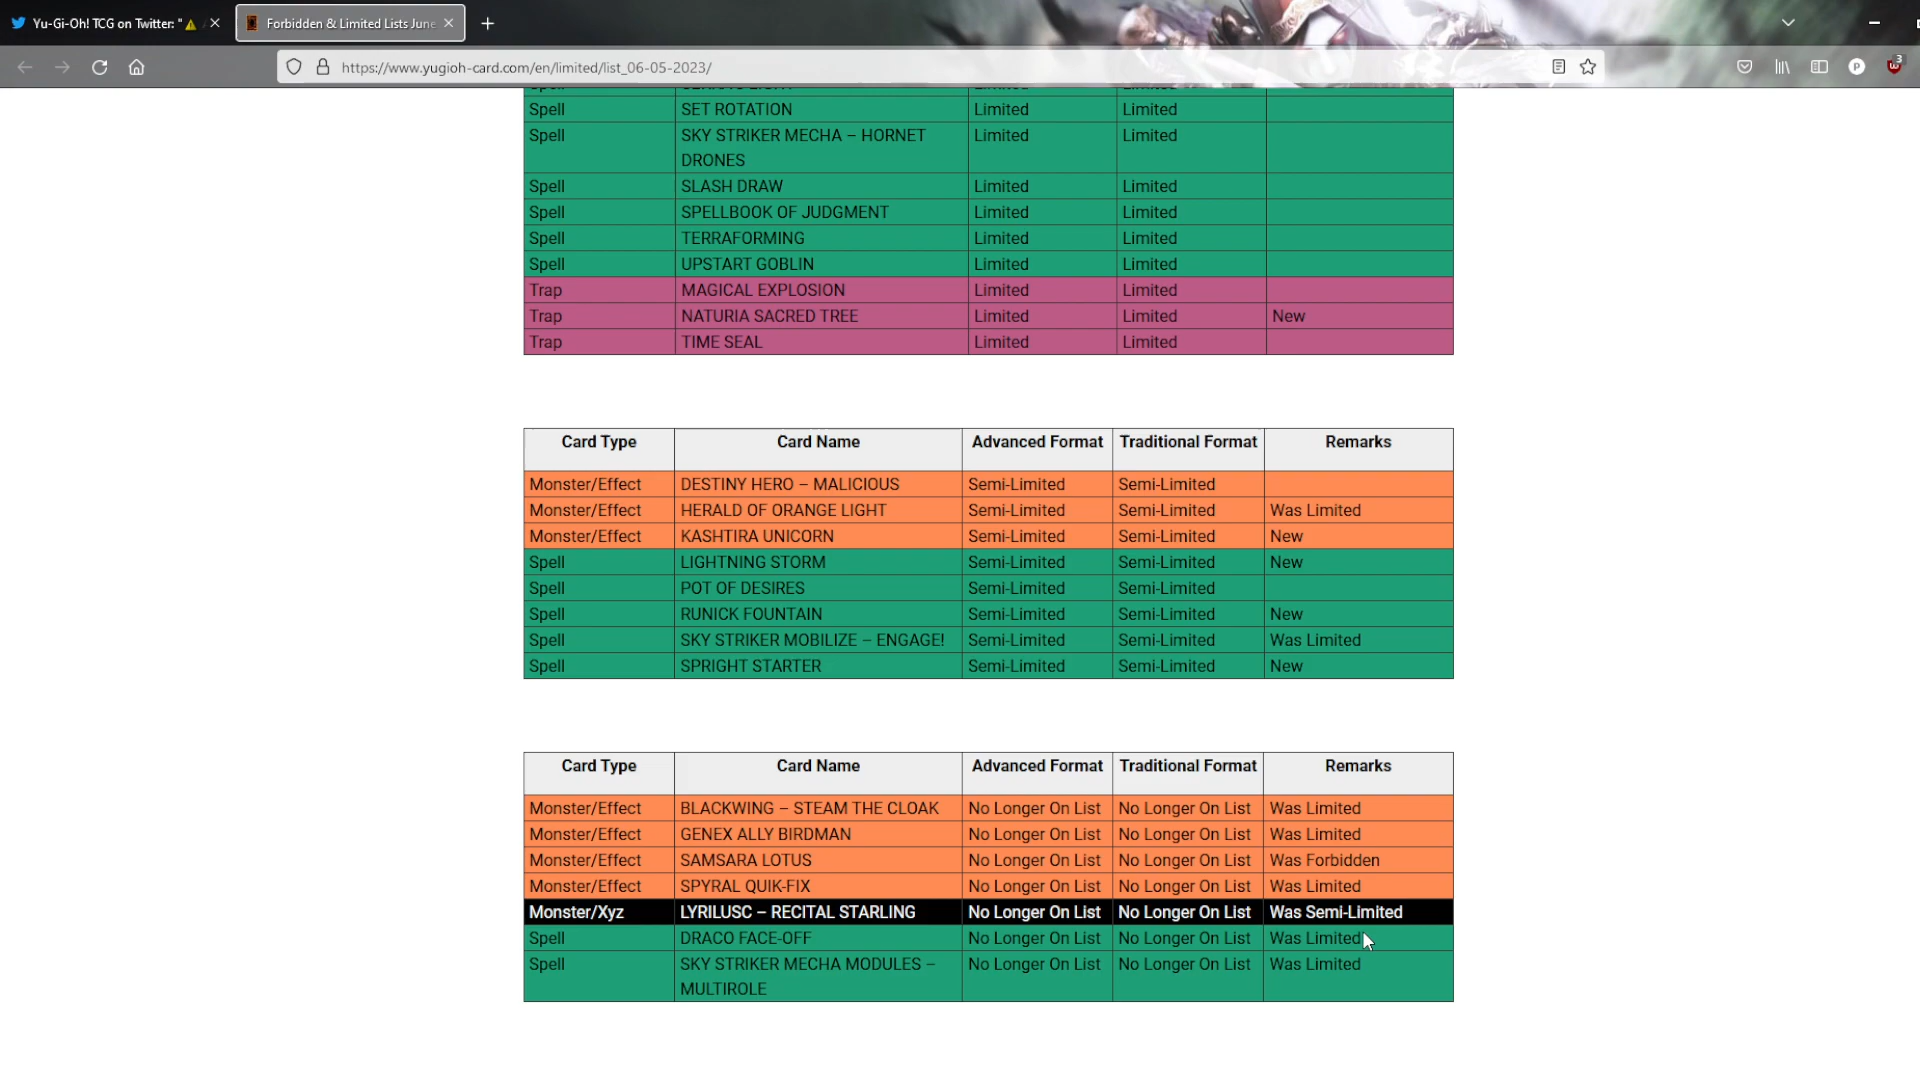 Yu-Gi-Oh! TCG on Twitter: "⚠
Forbidden & Limited Lists June
https://www.yugioh-card.com/en/limited/list_06-05-2023/
P
3
Spell SET ROTATION Limited Limited
Spell SKY STRIKER MECHA – HORNET Limited Limited
DRONES
Spell SLASH DRAW Limited Limited
Spell SPELLBOOK OF JUDGMENT Limited Limited
Spell TERRAFORMING Limited Limited
Spell UPSTART GOBLIN Limited Limited
Trap MAGICAL EXPLOSION Limited Limited
Trap NATURIA SACRED TREE Limited Limited New
Trap TIME SEAL Limited Limited
Card Type Card Name Advanced Format Traditional Format Remarks
Monster/Effect DESTINY HERO – MALICIOUS Semi-Limited Semi-Limited
Monster/Effect HERALD OF ORANGE LIGHT Semi-Limited Semi-Limited Was Limited
Monster/Effect KASHTIRA UNICORN Semi-Limited Semi-Limited New
Spell LIGHTNING STORM Semi-Limited Semi-Limited New
Spell POT OF DESIRES Semi-Limited Semi-Limited
Spell RUNICK FOUNTAIN Semi-Limited Semi-Limited New
Spell SKY STRIKER MOBILIZE – ENGAGE! Semi-Limited Semi-Limited Was Limited
Spell SPRIGHT STARTER Semi-Limited Semi-Limited New
Card Type Card Name Advanced Format Traditional Format Remarks
Monster/Effect BLACKWING – STEAM THE CLOAK No Longer On List No Longer On List Was Limited
Monster/Effect GENEX ALLY BIRDMAN No Longer On List No Longer On List Was Limited
Monster/Effect SAMSARA LOTUS No Longer On List No Longer On List Was Forbidden
Monster/Effect SPYRAL QUIK-FIX No Longer On List No Longer On List Was Limited
Monster/Xyz LYRILUSC – RECITAL STARLING No Longer On List No Longer On List Was Semi-Limited
Spell DRACO FACE-OFF No Longer On List No Longer On List Was Limited
Spell SKY STRIKER MECHA MODULES – No Longer On List No Longer On List Was Limited
MULTIROLE